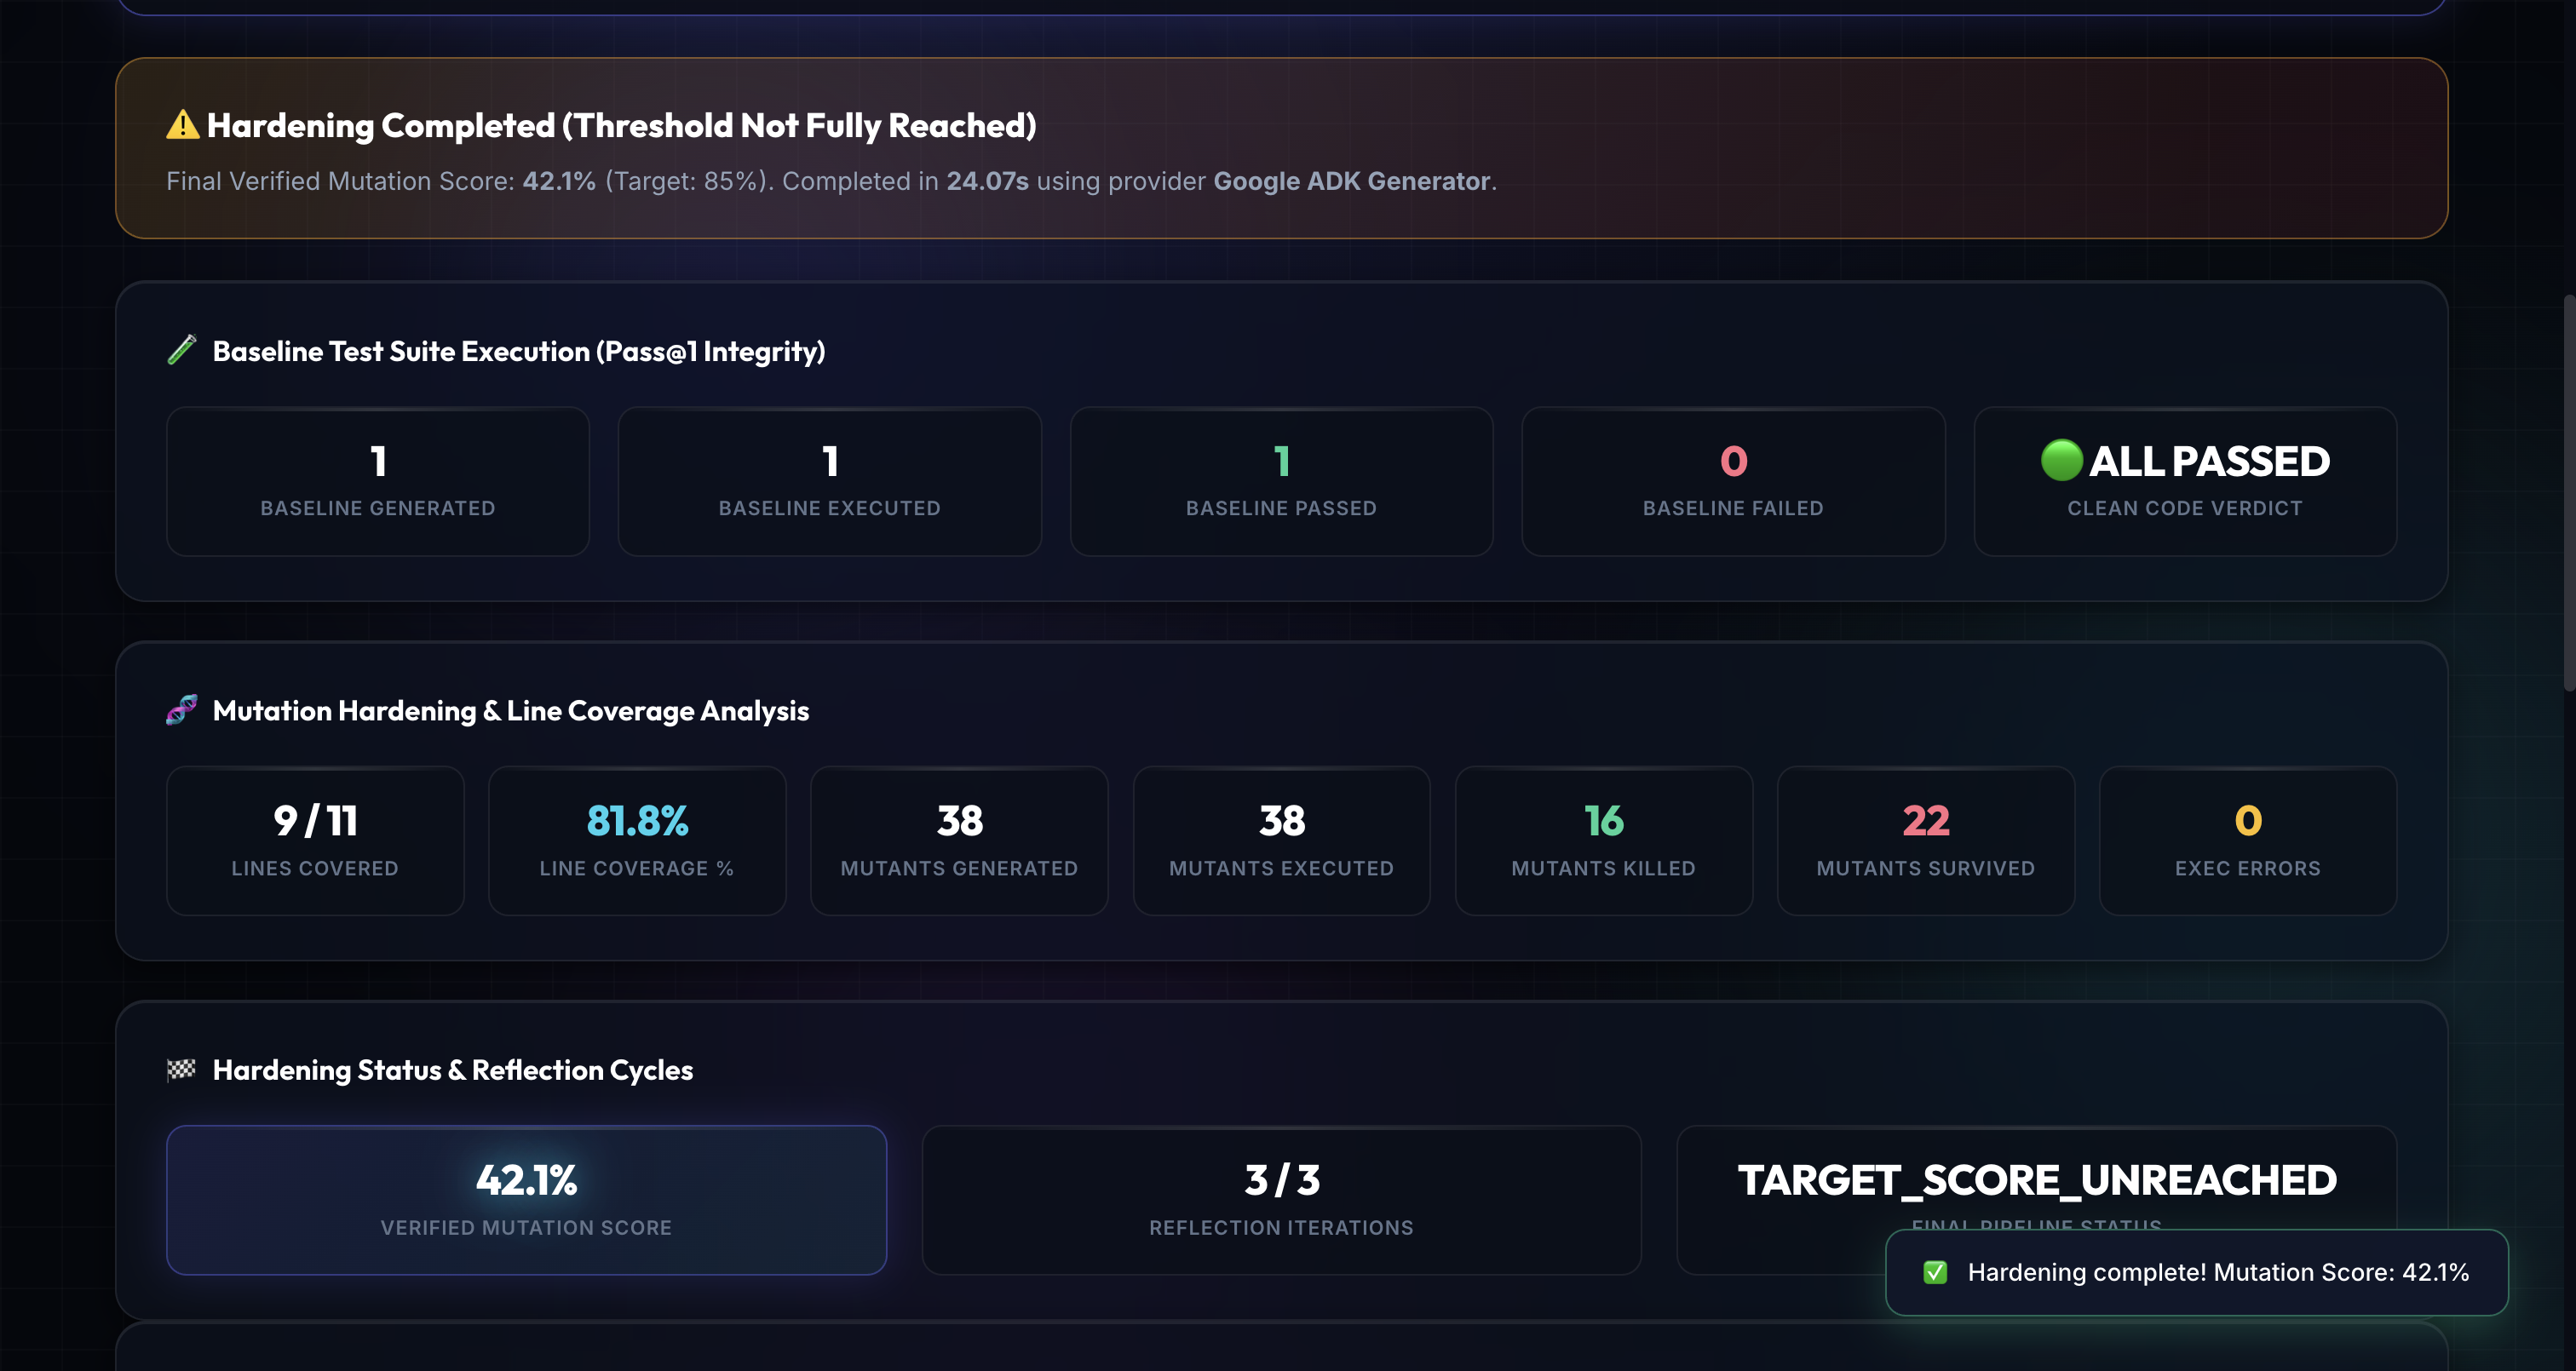 ⚠️ Hardening Completed (Threshold Not Fully Reached)
Final Verified Mutation Score: 42.1% (Target: 85%). Completed in 24.07s using provider Google ADK Generator.
🧪 Baseline Test Suite Execution (Pass@1 Integrity)
1
BASELINE GENERATED
1
BASELINE EXECUTED
1
BASELINE PASSED
0
BASELINE FAILED
🟢 ALL PASSED
CLEAN CODE VERDICT
🧬 Mutation Hardening & Line Coverage Analysis
9 / 11
LINES COVERED
81.8%
LINE COVERAGE %
38
MUTANTS GENERATED
38
MUTANTS EXECUTED
16
MUTANTS KILLED
22
MUTANTS SURVIVED
0
EXEC ERRORS
🏁 Hardening Status & Reflection Cycles
42.1%
VERIFIED MUTATION SCORE
3 / 3
REFLECTION ITERATIONS
TARGET_SCORE_UNREACHED
FINAL PIPELINE STATUS
✅ Hardening complete! Mutation Score: 42.1%